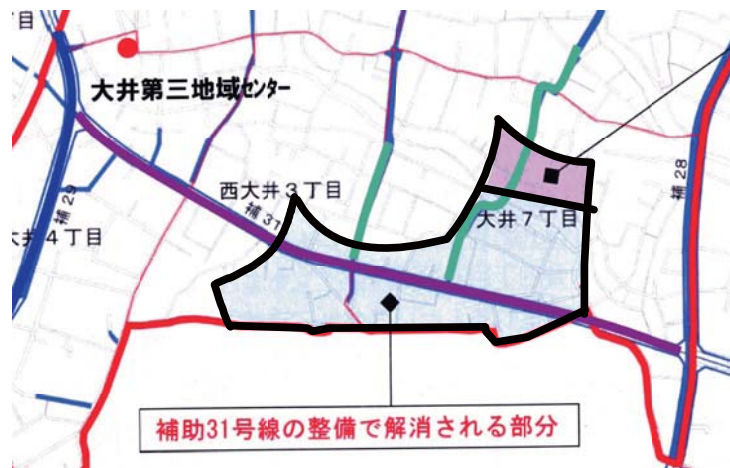 丁目
大井第三地域センター
西大井3丁目
補31
補29
大井4丁目
大井7丁目
補28
補助31号線の整備で解消される部分